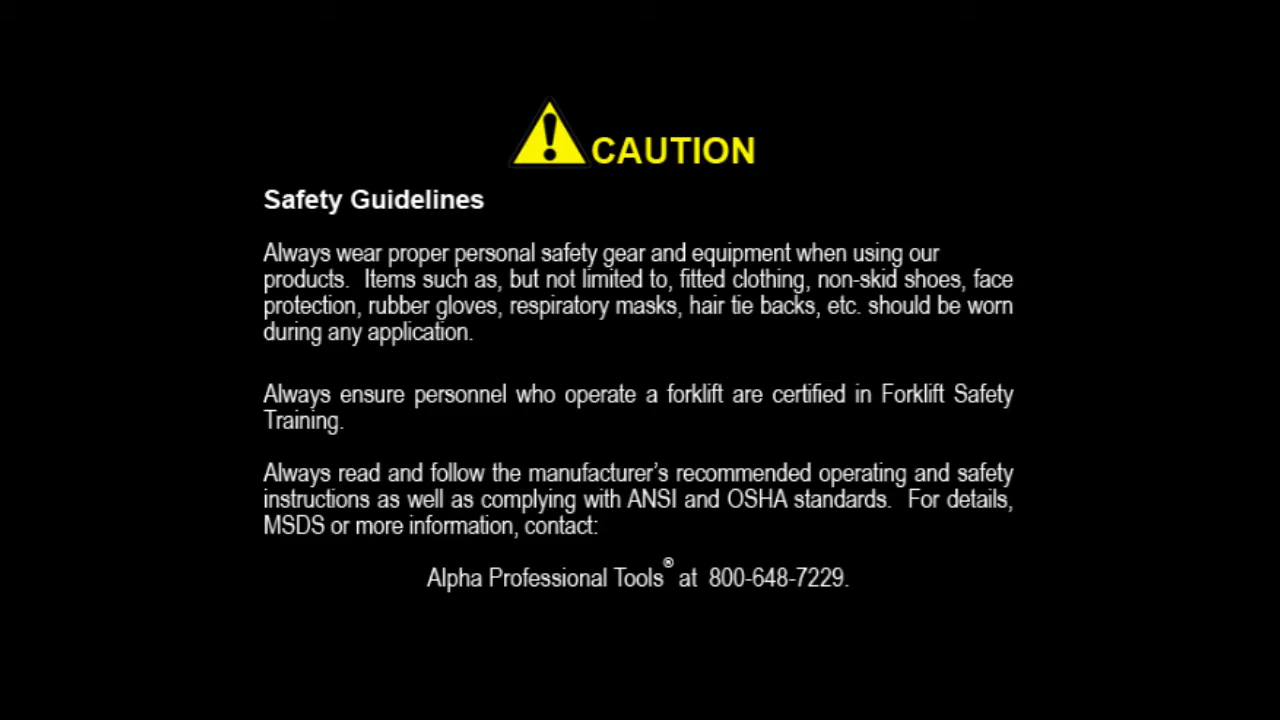 CAUTION
Safety Guidelines
Always wear proper personal safety gear and equipment when using our
products.  Items such as, but not limited to, fitted clothing, non-skid shoes, face
protection, rubber gloves, respiratory masks, hair tie backs, etc. should be worn
during any application.
Always ensure personnel who operate a forklift are certified in Forklift Safety
Training.
Always read and follow the manufacturer’s recommended operating and safety
instructions as well as complying with ANSI and OSHA standards.  For details,
MSDS or more information, contact:
Alpha Professional Tools® at  800-648-7229.